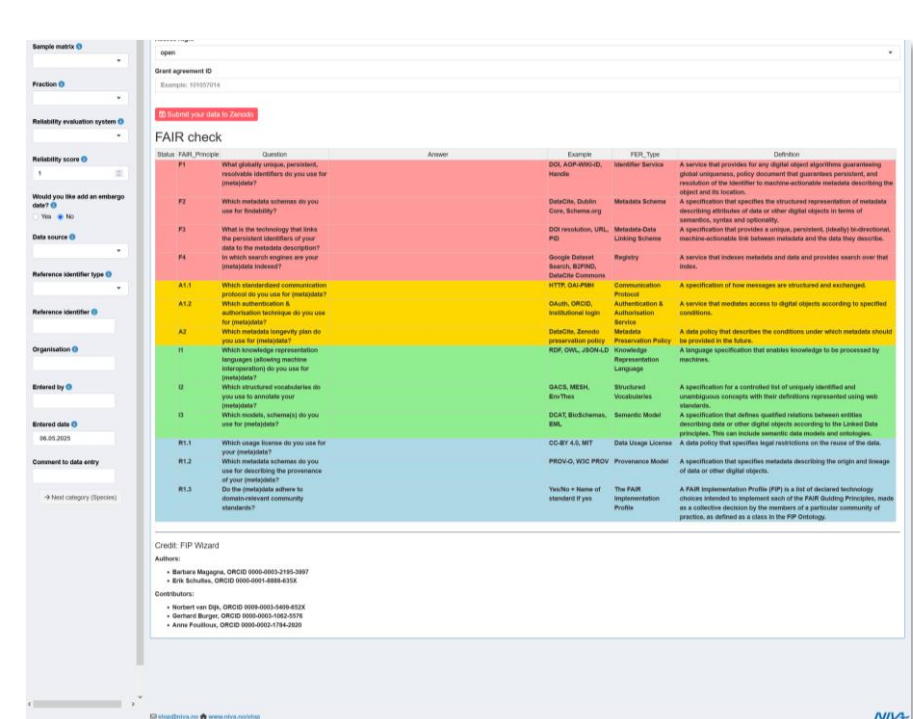 Sample matrix
Fraction
Reliability evaluation system
Reliability score
1
Would you like add an embargo
date?
Yes No
Data source
Reference identifier type
Reference identifier
Organisation
Entered by
Entered date
06.05.2025
Comment to data entry
→ Next category (Species)
open
Grant agreement ID
Example: 101057014
Submit your data to Zenodo
FAIR check
Status FAIR_Principle Question Answer Example FER_Type Definition
F1 What globally unique, persistent, DOI, AOP-Wiki-ID, Identifier Service A service that provides for any digital object algorithms guaranteeing
resolvable identifiers do you use for Handle global uniqueness, policy document that guarantees persistent, and
(meta)data? resolution of the identifier to machine-actionable metadata describing the
object and its location.
F2 Which metadata schemas do you DataCite, Dublin Metadata Schema A specification that specifies the structured representation of metadata
use for findability? Core, Schema.org describing attributes of data or other digital objects in terms of
semantics, syntax and optionality.
F3 What is the technology that links DOI resolution, URL, Metadata-Data A specification that provides a unique, persistent, (ideally) bi-directional,
the persistent identifiers of your PID Linking Schema machine-actionable link between metadata and the data they describe.
data to the metadata description?
F4 In which search engines are your Google Dataset Registry A service that indexes metadata and data and provides search over that
(meta)data indexed? Search, B2FIND, index.
DataCite Commons
A1.1 Which standardized communication HTTP, OAI-PMH Communication A specification of how messages are structured and exchanged.
protocol do you use for (meta)data? Protocol
A1.2 Which authentication & OAuth, ORCID, Authentication & A service that mediates access to digital objects according to specified
authorisation technique do you use Institutional login Authorisation conditions.
for (meta)data? Service
A2 Which metadata longevity plan do DataCite, Zenodo Metadata A data policy that describes the conditions under which metadata should
you use for (meta)data? preservation policy Preservation Policy be provided in the future.
I1 Which knowledge representation RDF, OWL, JSON-LD Knowledge A language specification that enables knowledge to be processed by
languages (allowing machine Representation machines.
interoperation) do you use for Language
(meta)data?
I2 Which structured vocabularies do GACS, MESH, Structured A specification for a controlled list of uniquely identified and
you use to annotate your EnvThes Vocabularies unambiguous concepts with their definitions represented using web
(meta)data? standards.
I3 Which models, schema(s) do you DCAT, BioSchemas, Semantic Model A specification that defines qualified relations between entities
use for (meta)data? EML describing data or other digital objects according to the Linked Data
principles. This can include semantic data models and ontologies.
R1.1 Which usage license do you use for CC-BY 4.0, MIT Data Usage License A data policy that specifies legal restrictions on the reuse of the data.
your (meta)data?
R1.2 Which metadata schemas do you PROV-O, W3C PROV Provenance Model A specification that specifies metadata describing the origin and lineage
use for describing the provenance of data or other digital objects.
of your (meta)data?
R1.3 Do the (meta)data adhere to Yes/No + Name of The FAIR A FAIR Implementation Profile (FIP) is a list of declared technology
domain-relevant community standard if yes Implementation choices intended to implement each of the FAIR Guiding Principles, made
standards? Profile as a collective decision by the members of a particular community of
practice, as defined as a class in the FIP Ontology.
Credit: FIP Wizard
Authors:
Barbara Magagna, ORCID 0000-0003-2195-3997
Erik Schultes, ORCID 0000-0001-8888-635X
Contributors:
Norbert van Dijk, ORCID 0009-0003-5409-652X
Gerhard Burger, ORCID 0000-0003-1062-5576
Anne Fouilloux, ORCID 0000-0002-1784-2920
www.niva.no/stop
NIVA